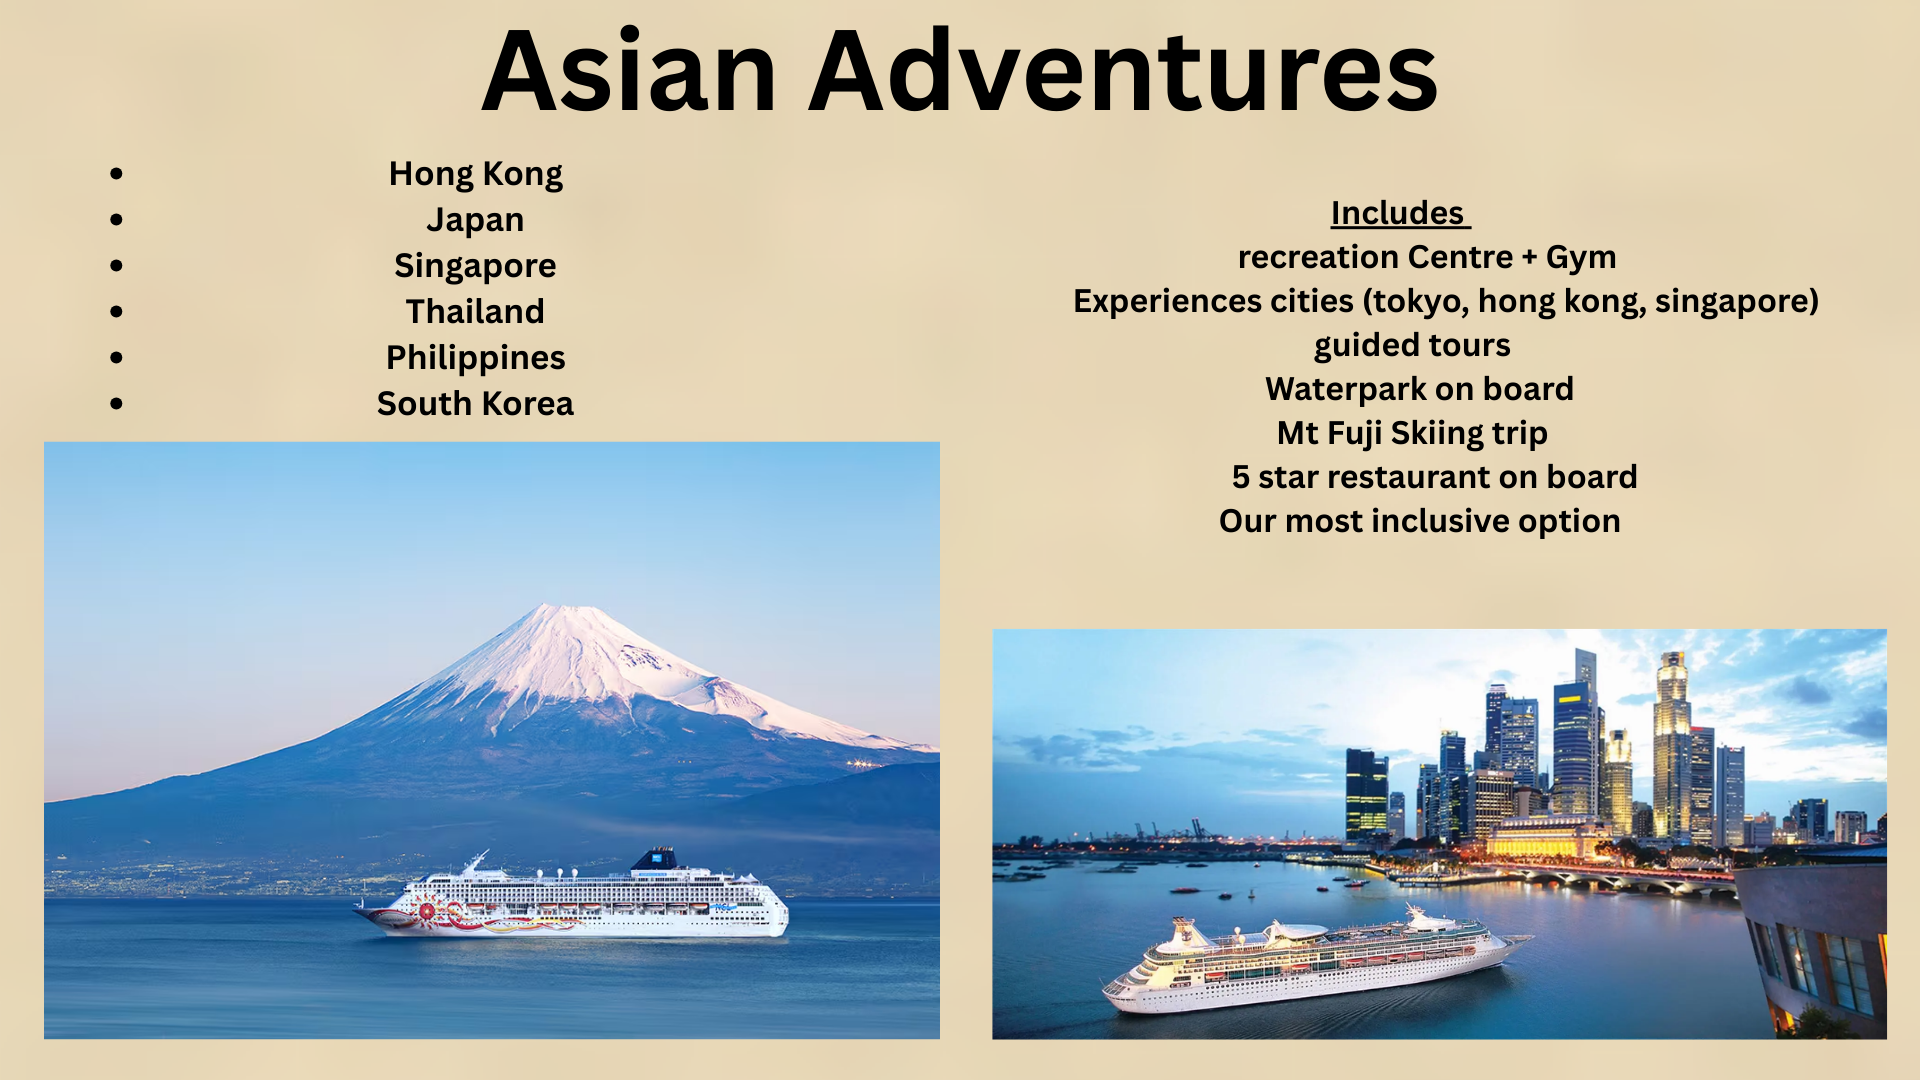 Asian Adventures
Hong Kong
Japan
Singapore
Thailand
Philippines
South Korea
Includes
recreation Centre + Gym
Experiences cities (tokyo, hong kong, singapore)
guided tours
Waterpark on board
Mt Fuji Skiing trip
5 star restaurant on board
Our most inclusive option